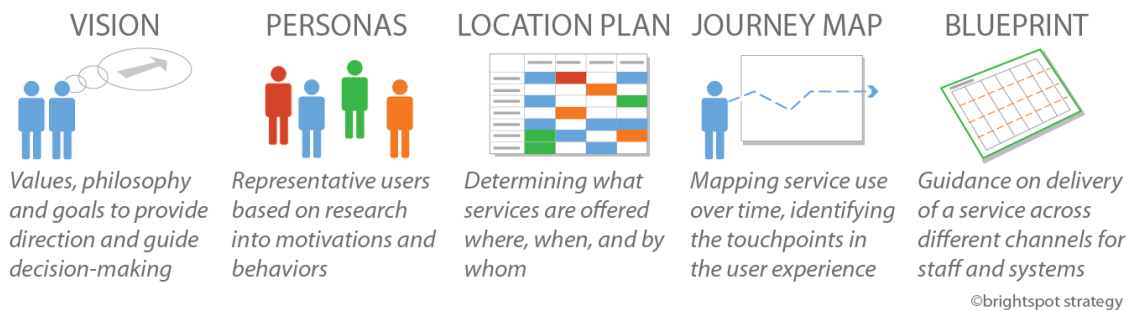 VISION
Values, philosophy
and goals to provide
direction and guide
decision-making
PERSONAS
Representative users
based on research
into motivations and
behaviors
LOCATION PLAN
Determining what
services are offered
where, when, and by
whom
JOURNEY MAP
Mapping service use
over time, identifying
the touchpoints in
the user experience
BLUEPRINT
Guidance on delivery
of a service across
different channels for
staff and systems
©brightspot strategy